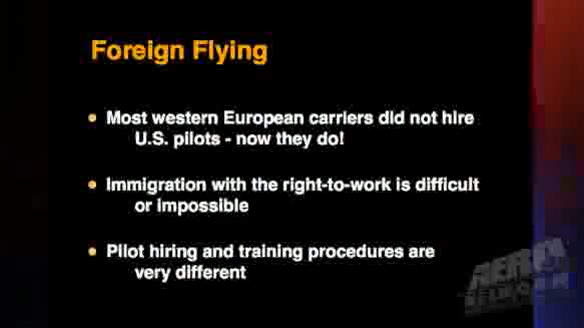 Foreign Flying
• Most western European carriers did not hire
U.S. pilots - now they do!
• Immigration with the right-to-work is difficult
or impossible
• Pilot hiring and training procedures are
very different